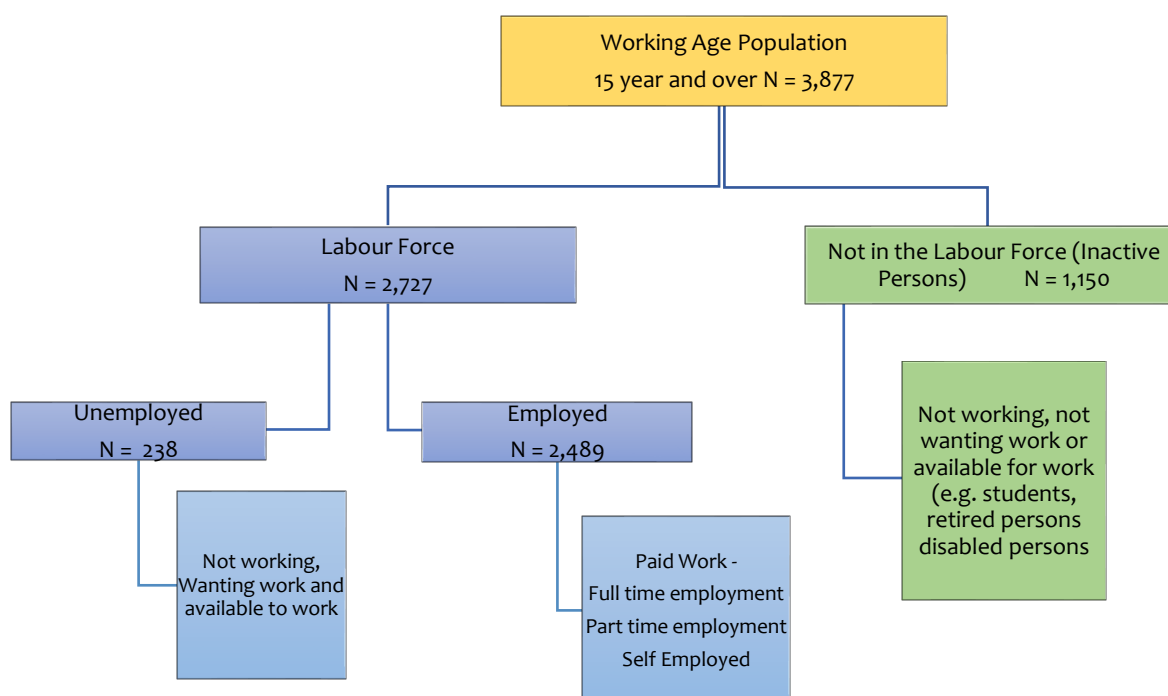 Working Age Population
15 year and over N = 3,877
Labour Force
N = 2,727
Not in the Labour Force (Inactive
Persons) N = 1,150
Unemployed
N = 238
Employed
N = 2,489
Not working, not
wanting work or
available for work
(e.g. students,
retired persons
disabled persons
Not working,
Wanting work and
available to work
Paid Work -
Full time employment
Part time employment
Self Employed